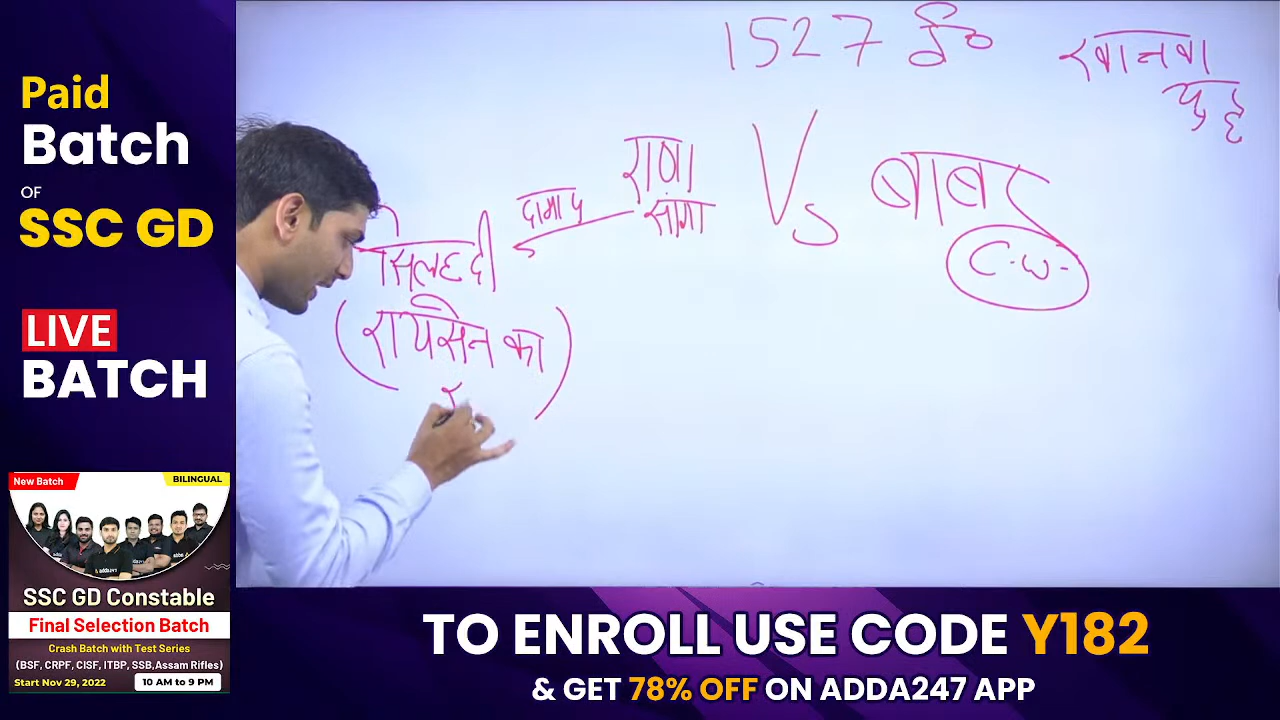 Paid
Batch
OF
SSC GD
LIVE
BATCH
New Batch
BILINGUAL
SSC GD Constable
Final Selection Batch
Crash Batch with Test Series
(BSF, CRPF, CISF, ITBP, SSB,Assam Rifles)
Start Nov 29, 2022
10 AM to 9 PM
1527 ई०
खानवा
युद्ध
राणा
सांगा
Vs
बाबर
C.W.
दामाद
सिलहदी
(रायसेन का
र )
TO ENROLL USE CODE Y182
& GET 78% OFF ON ADDA247 APP